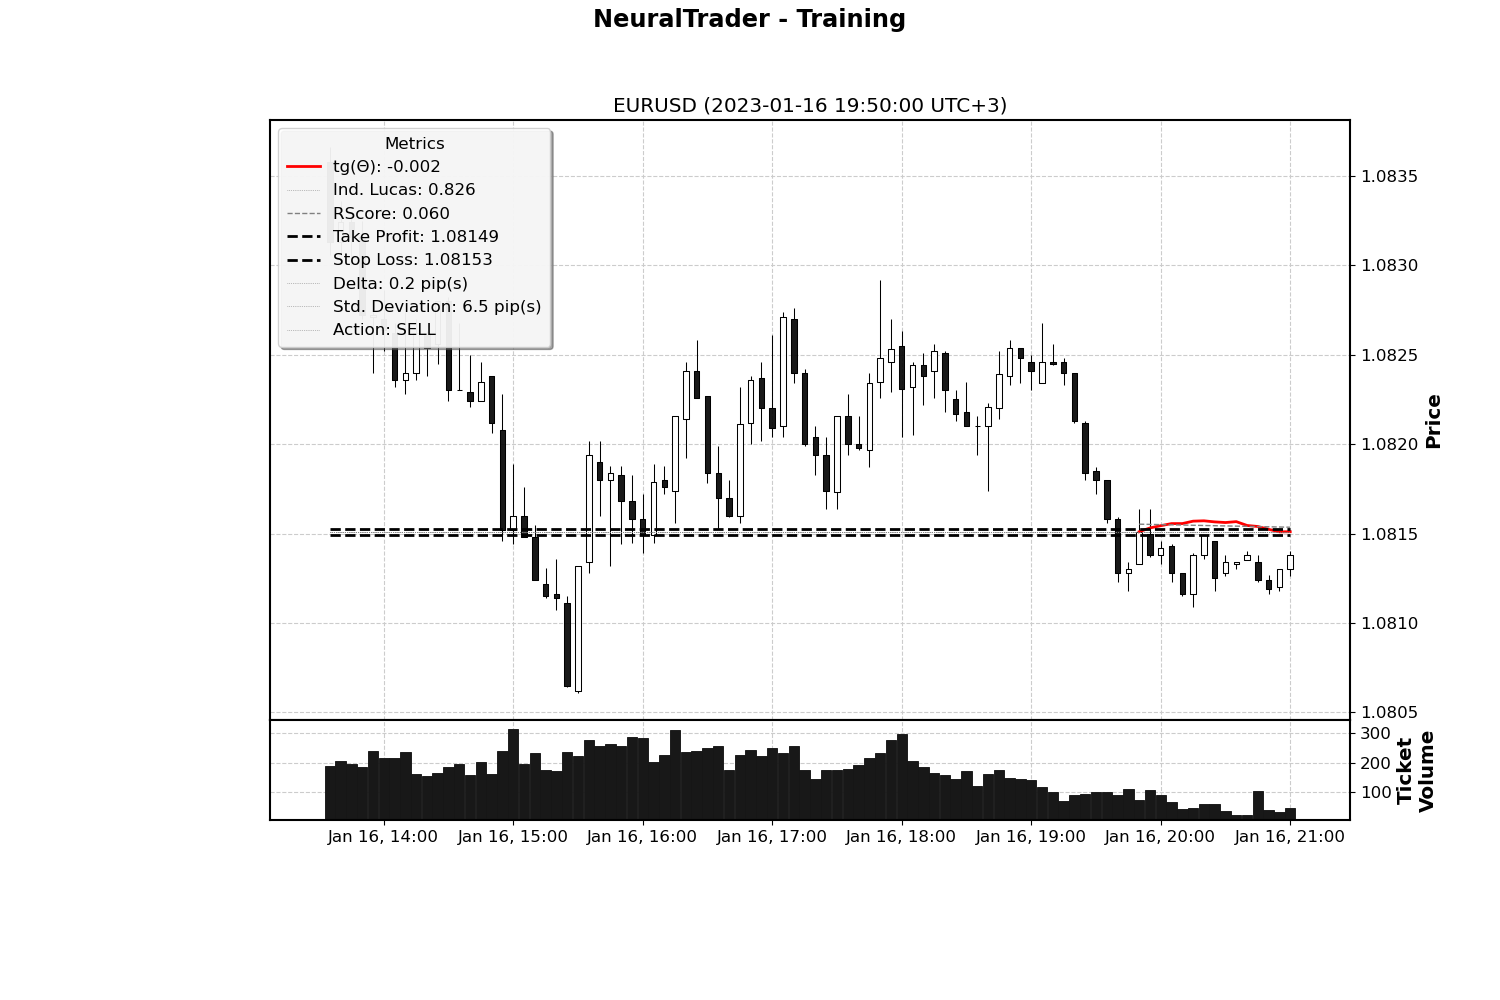 NeuralTrader - Training
EURUSD (2023-01-16 19:50:00 UTC+3)
Metrics
tg(Θ): -0.002
Ind. Lucas: 0.826
RScore: 0.060
Take Profit: 1.08149
Stop Loss: 1.08153
Delta: 0.2 pip(s)
Std. Deviation: 6.5 pip(s)
Action: SELL
1.0835
1.0830
1.0825
1.0820
1.0815
1.0810
1.0805
Price
300
200
100
Ticket
Volume
Jan 16, 14:00 Jan 16, 15:00 Jan 16, 16:00 Jan 16, 17:00 Jan 16, 18:00 Jan 16, 19:00 Jan 16, 20:00 Jan 16, 21:00